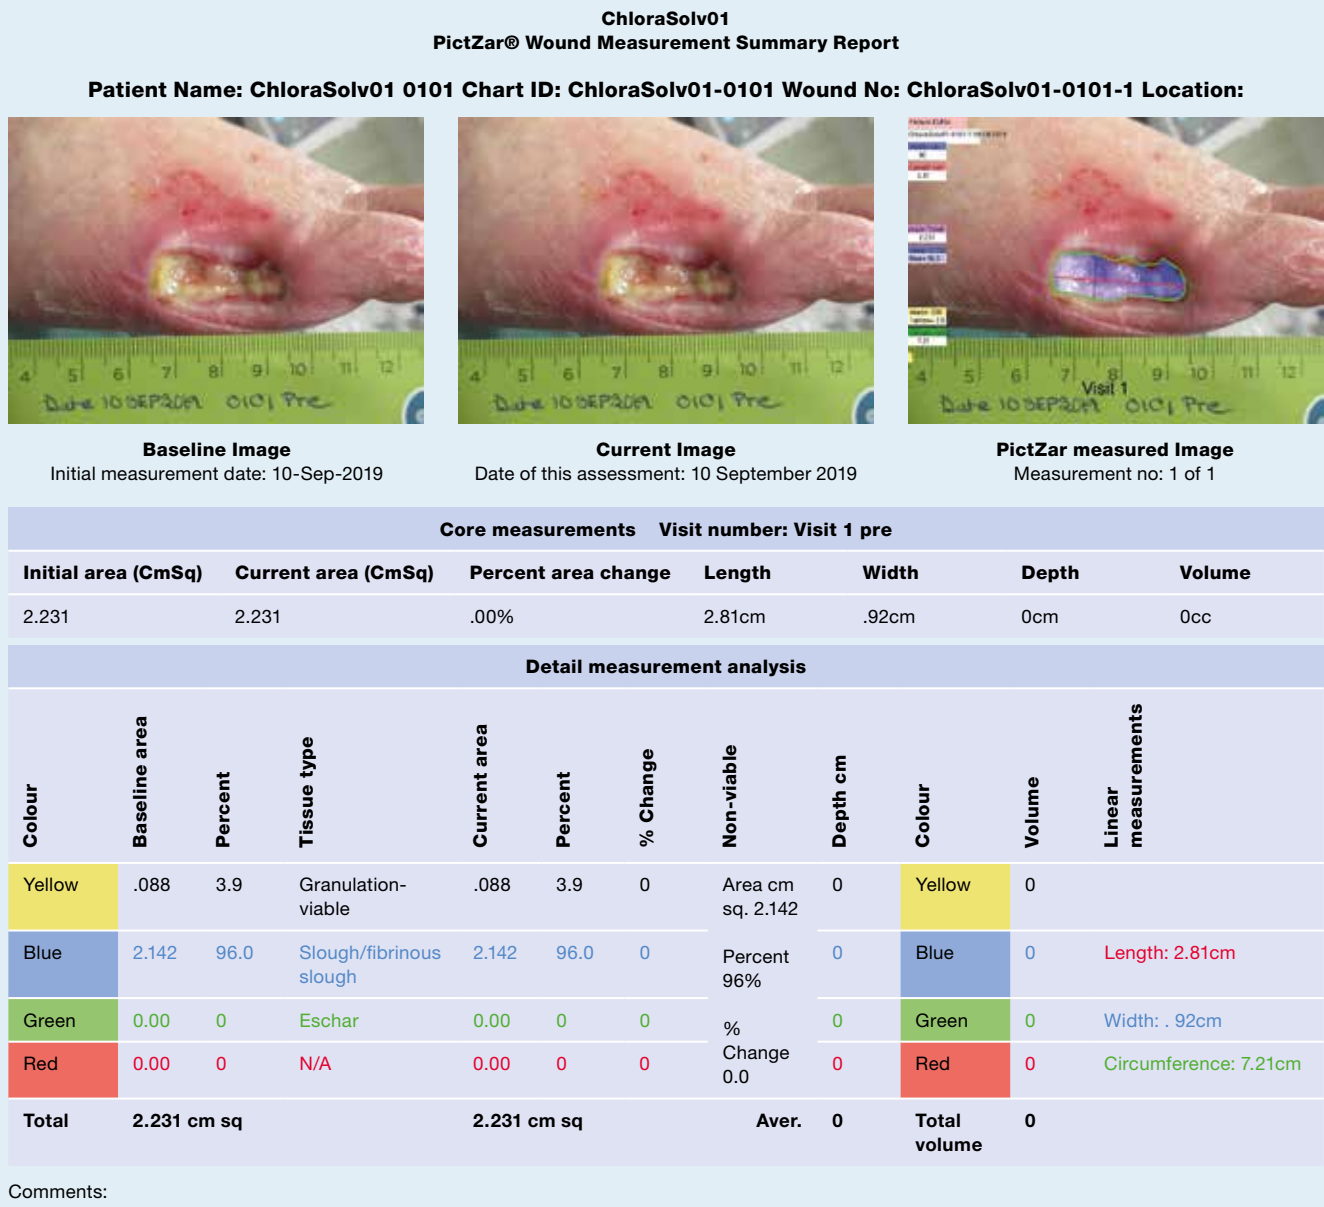 ChloraSolv01
PictZar® Wound Measurement Summary Report
Patient Name: ChloraSolv01 0101 Chart ID: ChloraSolv01-0101 Wound No: ChloraSolv01-0101-1 Location:
4 5 6 7 8 9 10 11 12
Date 10 SEP 2019 0101 Pre
4 5 6 7 8 9 10 11 12
Date 10 SEP 2019 0101 Pre
4 5 6 7 8 9 10 11 12
Visit 1
Date 10 SEP 2019 0101 Pre
Baseline Image
Initial measurement date: 10-Sep-2019
Current Image
Date of this assessment: 10 September 2019
PictZar measured Image
Measurement no: 1 of 1
Core measurements Visit number: Visit 1 pre
Initial area (CmSq) Current area (CmSq) Percent area change Length Width Depth Volume
2.231 2.231 .00% 2.81cm .92cm 0cm 0cc
Detail measurement analysis
Colour Baseline area Percent Tissue type Current area Percent % Change Non-viable Depth cm Colour Volume Linear measurements
Yellow .088 3.9 Granulation-viable .088 3.9 0 Area cm sq. 2.142 0 Yellow 0
Blue 2.142 96.0 Slough/fibrinous slough 2.142 96.0 0 Percent 96% 0 Blue 0 Length: 2.81cm
Green 0.00 0 Eschar 0.00 0 0 % Change 0.0 0 Green 0 Width: . 92cm
Red 0.00 0 N/A 0.00 0 0 0 Red 0 Circumference: 7.21cm
Total 2.231 cm sq 2.231 cm sq Aver. 0 Total volume 0
Comments: